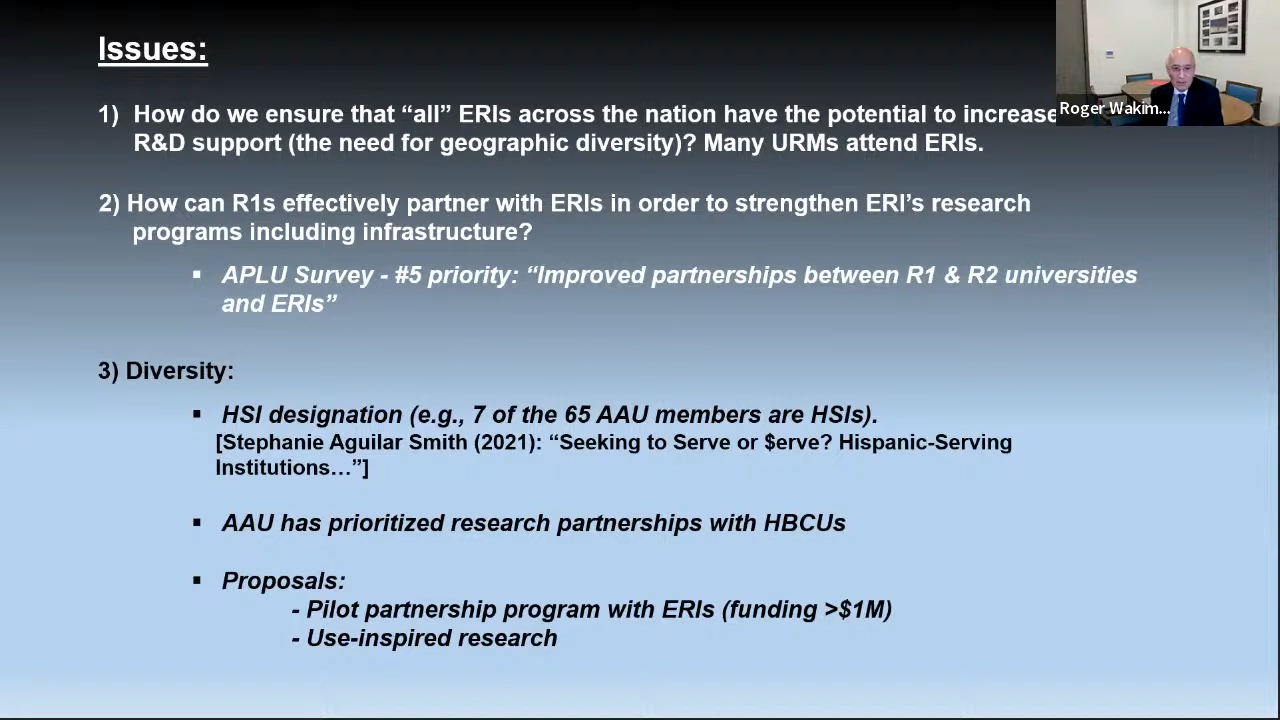 Issues:
1) How do we ensure that “all” ERIs across the nation have the potential to increase
R&D support (the need for geographic diversity)? Many URMs attend ERIs.
Roger Wakim...
2) How can R1s effectively partner with ERIs in order to strengthen ERI’s research
programs including infrastructure?
▪ APLU Survey - #5 priority: “Improved partnerships between R1 & R2 universities
and ERIs”
3) Diversity:
▪ HSI designation (e.g., 7 of the 65 AAU members are HSIs).
[Stephanie Aguilar Smith (2021): “Seeking to Serve or $erve? Hispanic-Serving
Institutions…”]
▪ AAU has prioritized research partnerships with HBCUs
▪ Proposals:
- Pilot partnership program with ERIs (funding >$1M)
- Use-inspired research